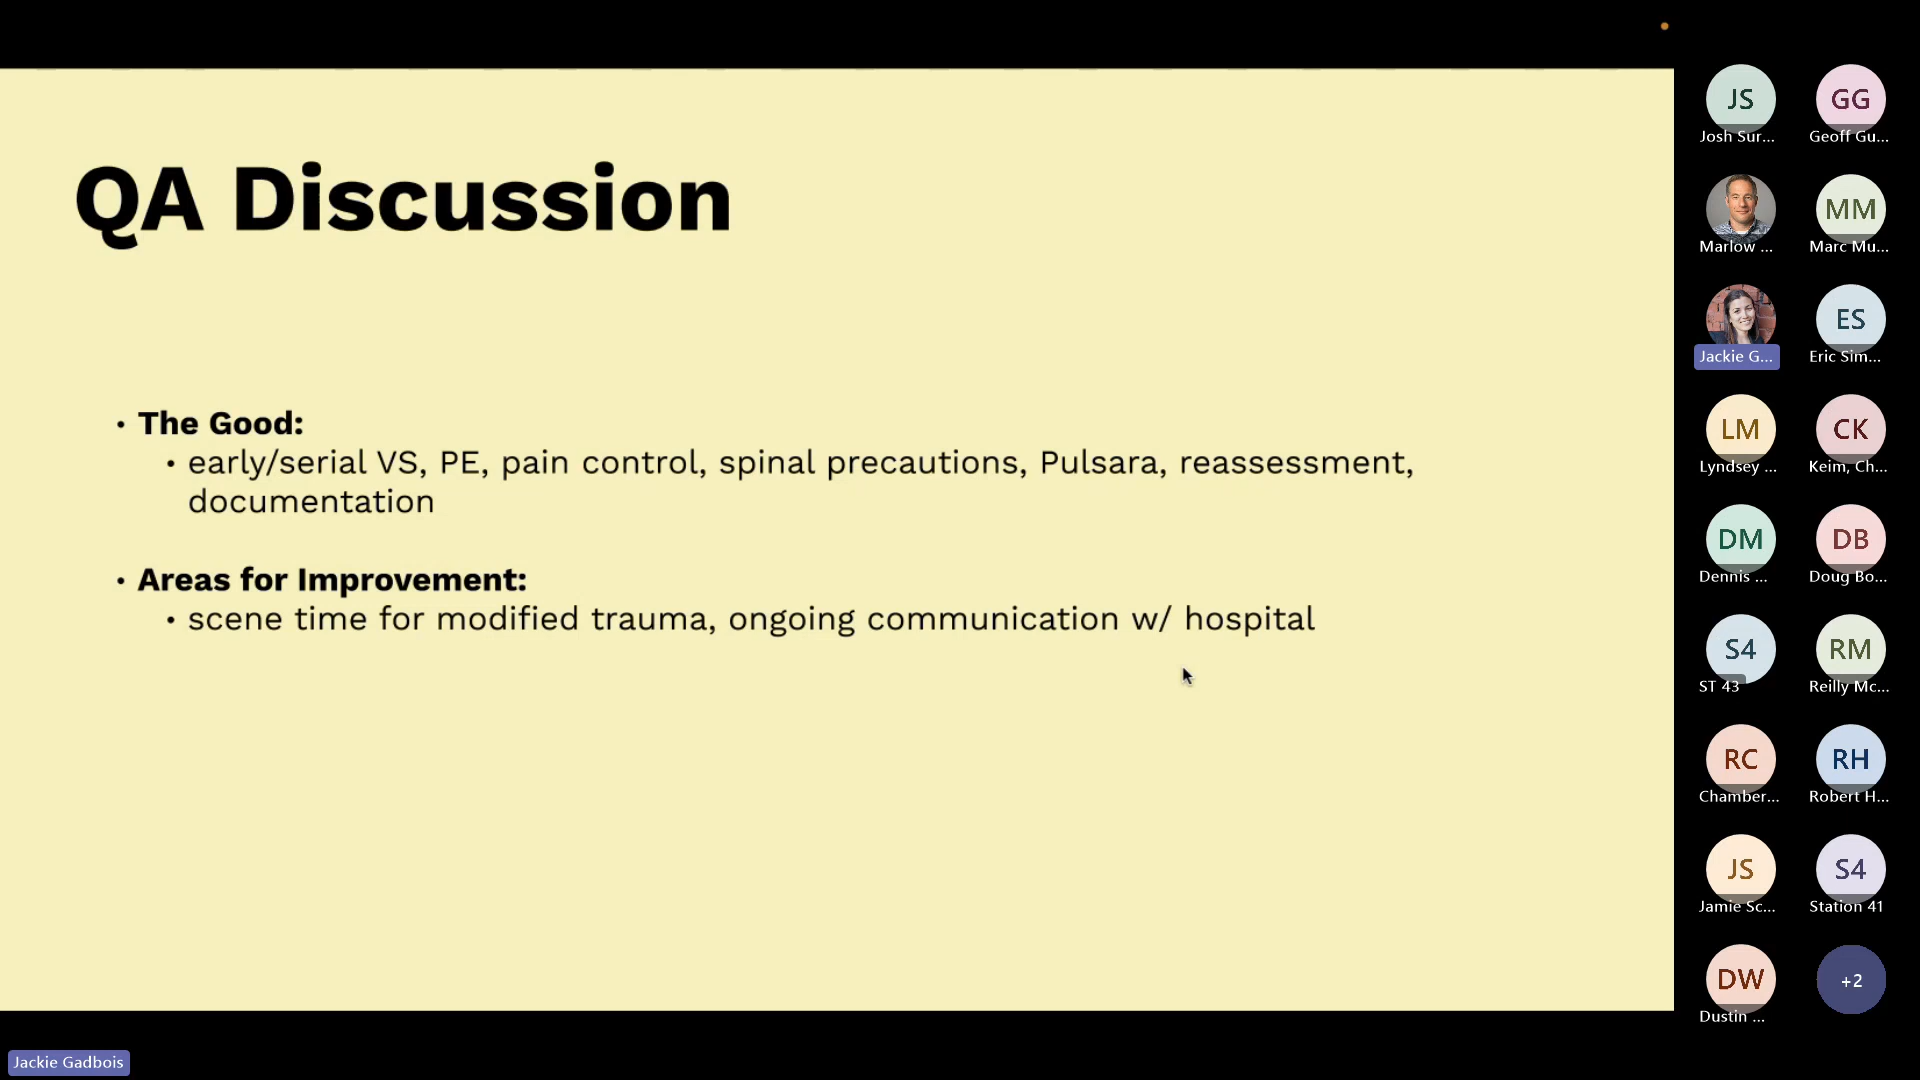 QA Discussion
• The Good:
• early/serial VS, PE, pain control, spinal precautions, Pulsara, reassessment,
documentation
• Areas for Improvement:
• scene time for modified trauma, ongoing communication w/ hospital
JS
Josh Sur...
GG
Geoff Gu...
Marlow ...
MM
Marc Mu...
Jackie G...
ES
Eric Sim...
LM
Lyndsey ...
CK
Keim, Ch...
DM
Dennis ...
DB
Doug Bo...
S4
ST 43
RM
Reilly Mc...
RC
Chamber...
RH
Robert H...
JS
Jamie Sc...
S4
Station 41
DW
Dustin ...
+2
Jackie Gadbois